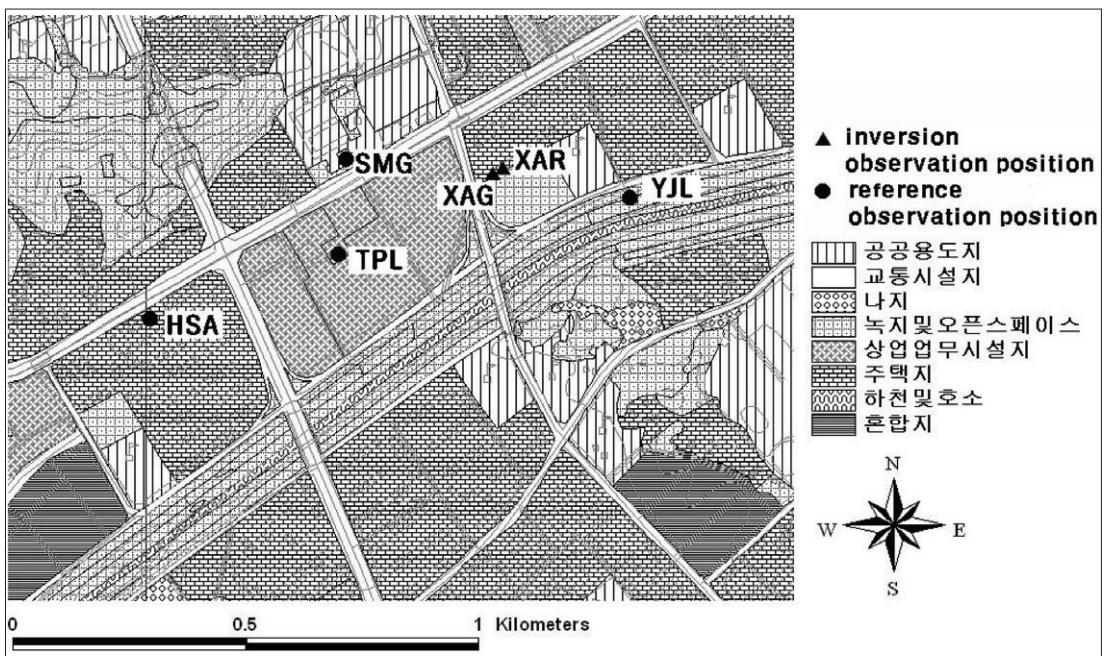 SMG
XAR
XAG
YJL
TPL
HSA
inversion
observation position
reference
observation position
공공용도지
교통시설지
나지
녹지및오픈스페이스
상업업무시설지
주택지
하천및호소
혼합지
N
W E
S
0 0.5 1 Kilometers